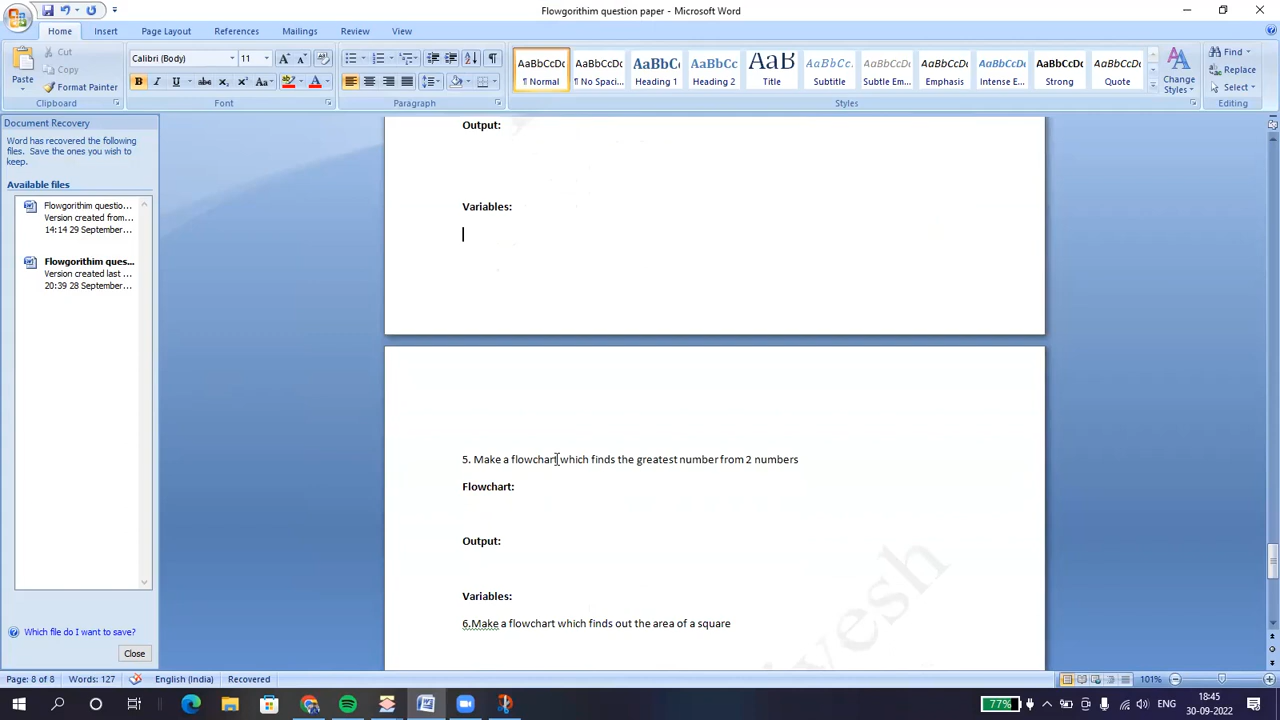 Flowgorithim question paper - Microsoft Word
Home
Insert
Page Layout
References
Mailings
Review
View
Paste
Cut
Copy
Format Painter
Clipboard
Calibri (Body)
11
B I U abc x₂ x² Aa
Font
Paragraph
AaBbCcDc
¶ Normal
AaBbCcDc
¶ No Spaci...
AaBbC
Heading 1
AaBbCc
Heading 2
AaB
Title
AaBbCc.
Subtitle
AaBbCcDc
Subtle Em...
AaBbCcDc
Emphasis
AaBbCcDc
Intense E...
AaBbCcDc
Strong
AaBbCcDc
Quote
Change Styles
Styles
Find
Replace
Select
Editing
Document Recovery
Word has recovered the following
files. Save the ones you wish to
keep.
Available files
Flowgorithim questio...
Version created from...
14:14 29 September...
Flowgorithim ques...
Version created last ...
20:39 28 September...
Which file do I want to save?
Close
Output:
Variables:
5. Make a flowchart which finds the greatest number from 2 numbers
Flowchart:
Output:
Variables:
6.Make a flowchart which finds out the area of a square
Page: 8 of 8
Words: 127
English (India)
Recovered
101%
77%
ENG
18:45
30-09-2022